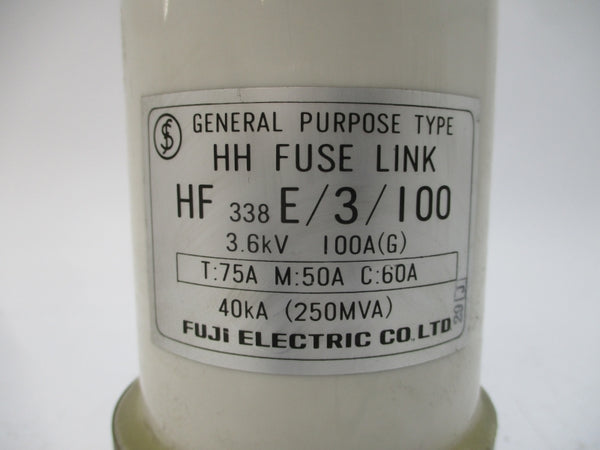 GENERAL PURPOSE TYPE
HH FUSE LINK
HF 338 E/3/100
3.6kV 100A(G)
T:75A M:50A C:60A
40kA (250MVA)
FUJI ELECTRIC CO.,LTD.